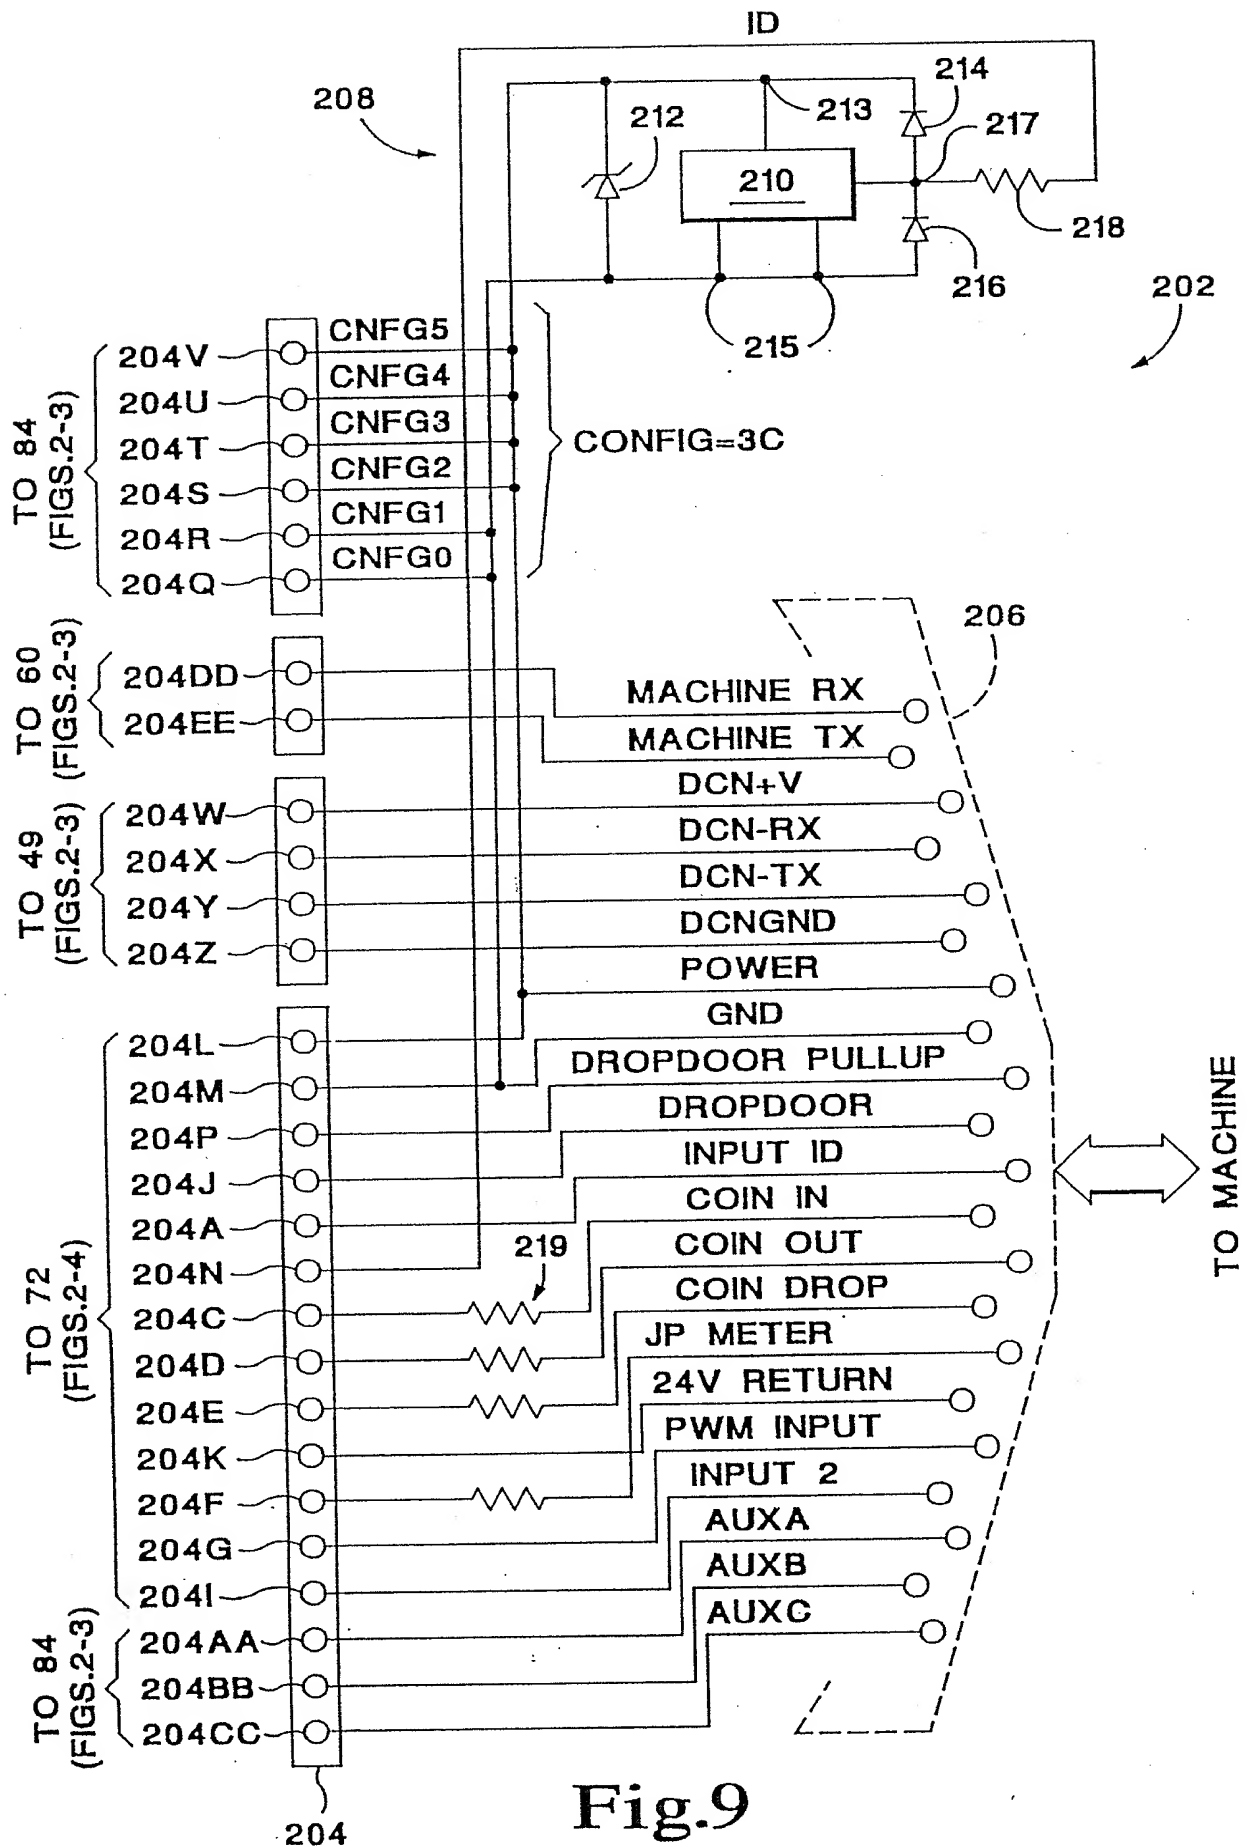 ID
208
212
213
214
217
210
218
216
202
215
CNFG5
204V
CNFG4
204U
CNFG3
204T
CONFIG=3C
CNFG2
204S
CNFG1
204R
CNFG0
204Q
TO 84
(FIGS.2-3)
206
204DD
MACHINE RX
204EE
MACHINE TX
TO 60
(FIGS.2-3)
204W
DCN+V
204X
DCN-RX
204Y
DCN-TX
204Z
DCNGND
TO 49
(FIGS.2-3)
POWER
204L
GND
204M
DROPDOOR PULLUP
204P
DROPDOOR
204J
INPUT ID
204A
COIN IN
204N
219
COIN OUT
204C
COIN DROP
204D
JP METER
204E
24V RETURN
204K
PWM INPUT
204F
INPUT 2
204G
AUXA
204I
AUXB
TO 72
(FIGS.2-4)
TO MACHINE
204AA
AUXC
204BB
204CC
TO 84
(FIGS.2-3)
204
Fig.9